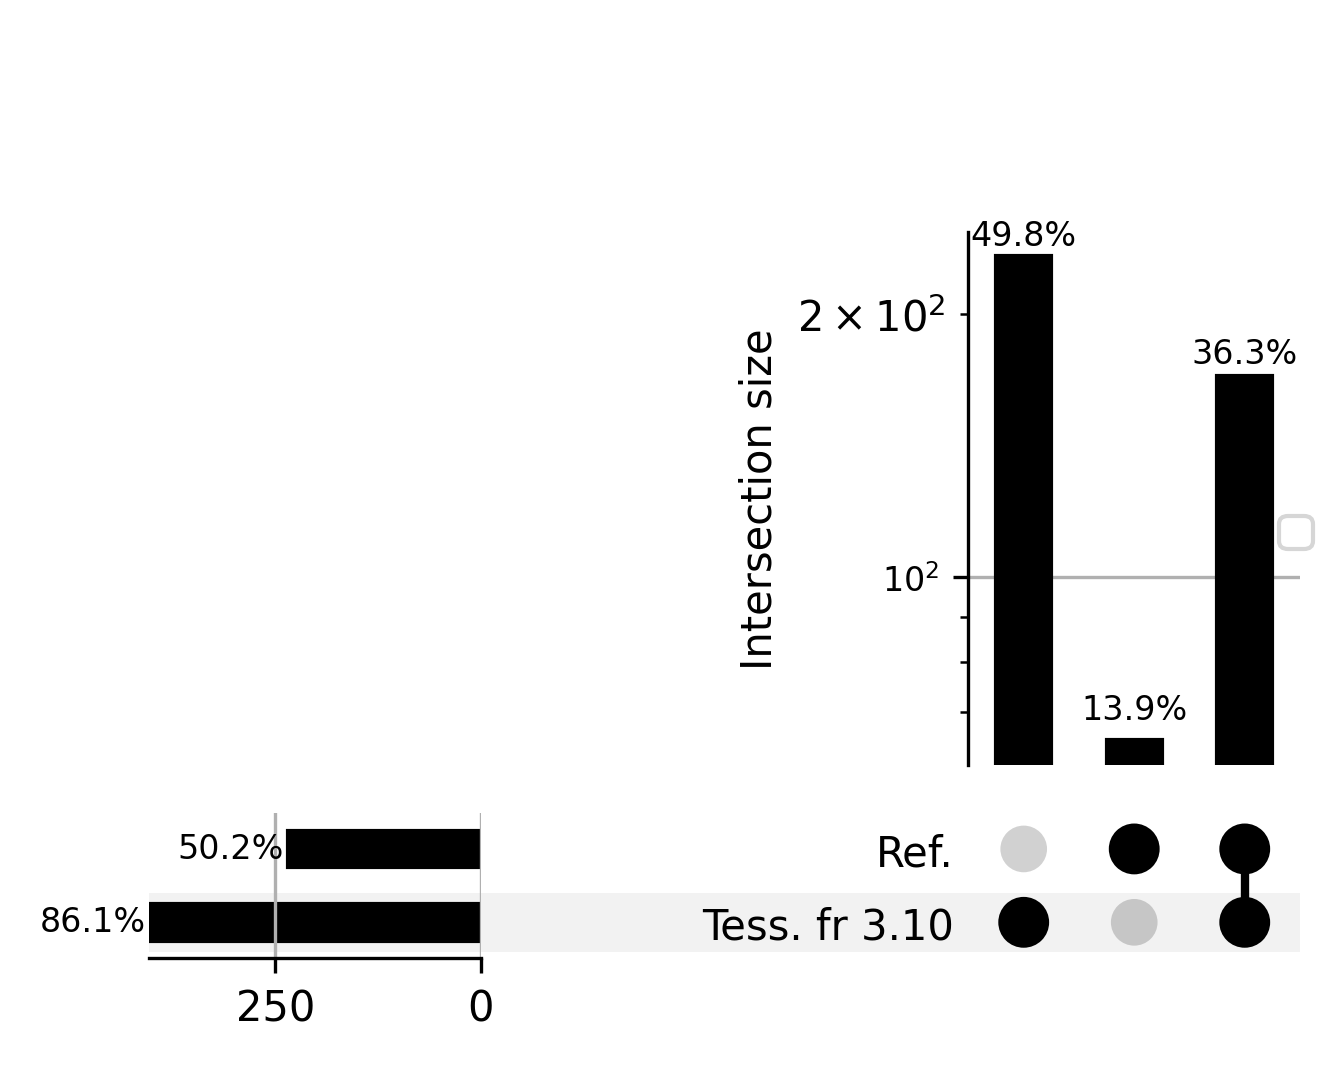 49.8%
2 × 10²
36.3%
Intersection size
10²
13.9%
50.2%
Ref.
86.1%
Tess. fr 3.10
250
0